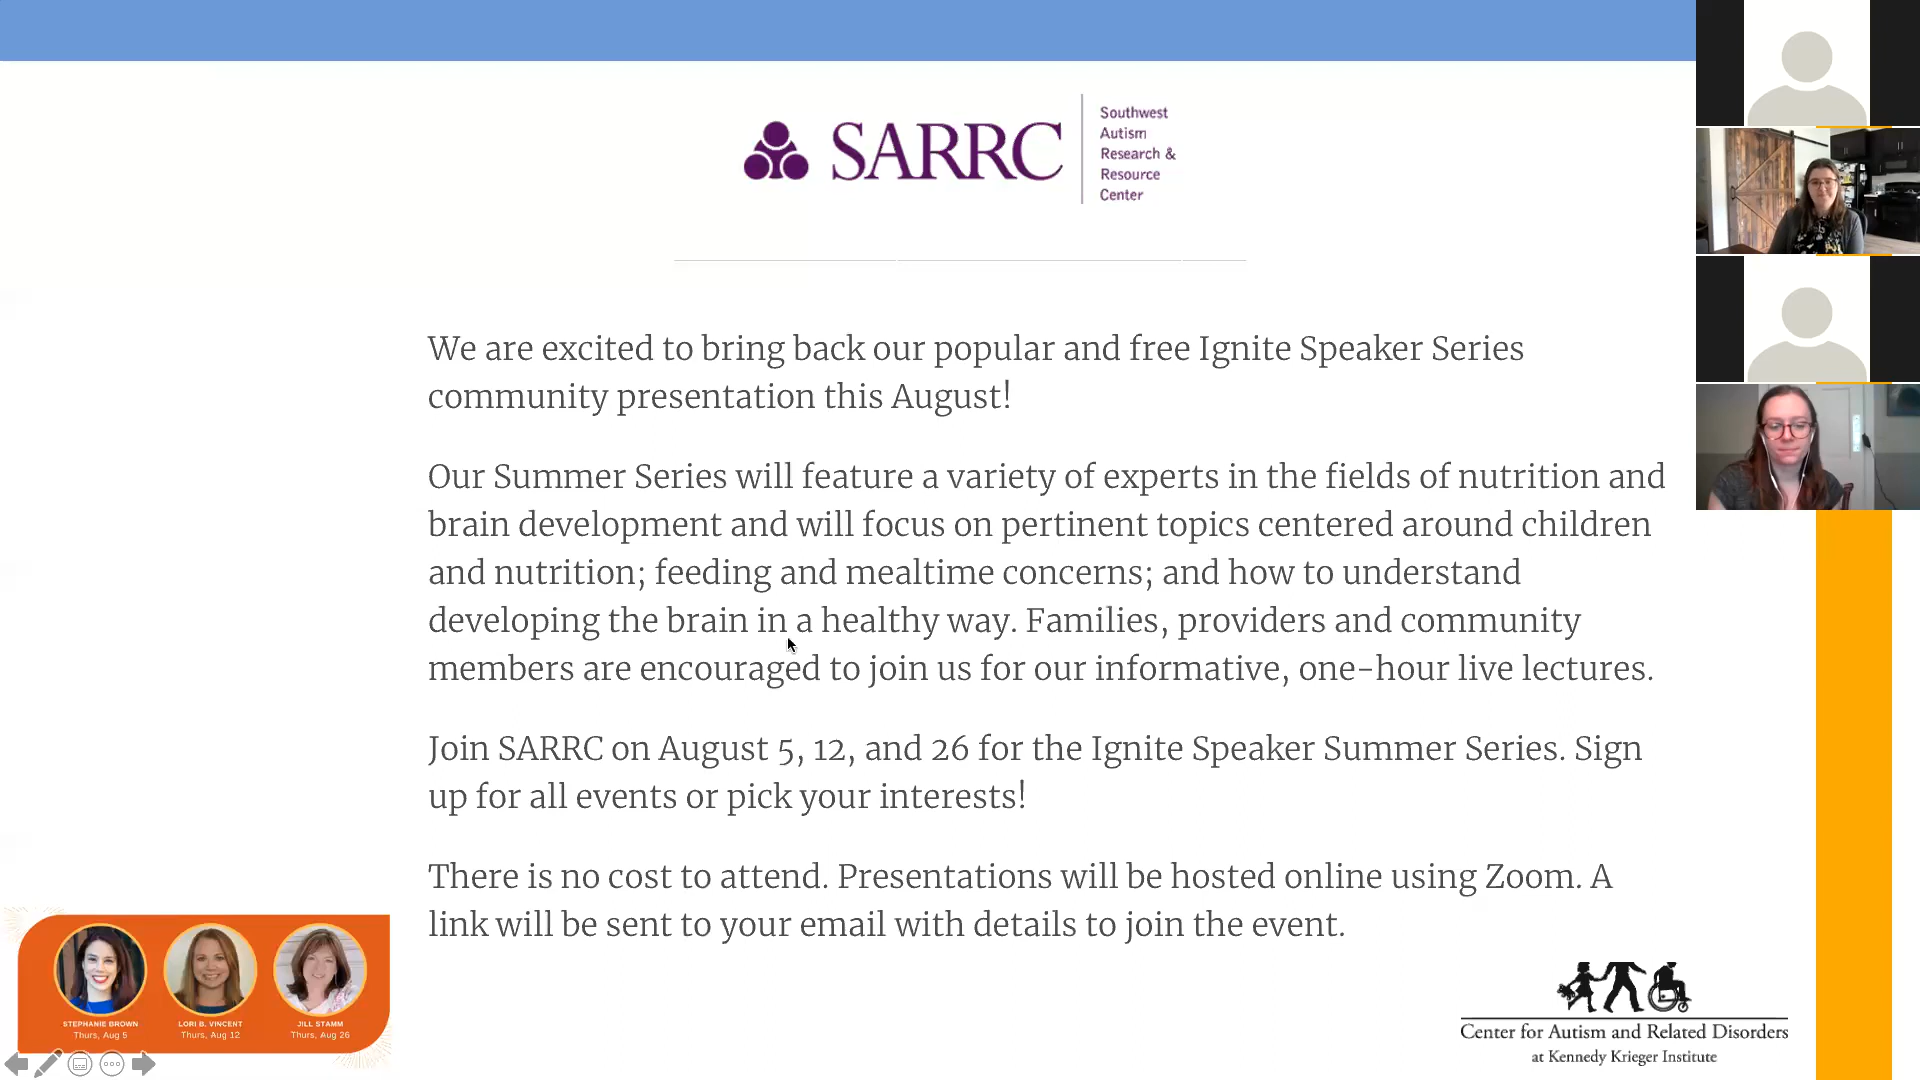 SARRC
Southwest
Autism
Research &
Resource
Center
We are excited to bring back our popular and free Ignite Speaker Series
community presentation this August!
Our Summer Series will feature a variety of experts in the fields of nutrition and
brain development and will focus on pertinent topics centered around children
and nutrition; feeding and mealtime concerns; and how to understand
developing the brain in a healthy way. Families, providers and community
members are encouraged to join us for our informative, one-hour live lectures.
Join SARRC on August 5, 12, and 26 for the Ignite Speaker Summer Series. Sign
up for all events or pick your interests!
There is no cost to attend. Presentations will be hosted online using Zoom. A
link will be sent to your email with details to join the event.
STEPHANIE BROWN
Thurs, Aug 5
LORI B. VINCENT
Thurs, Aug 12
JILL STAMM
Thurs, Aug 26
Center for Autism and Related Disorders
at Kennedy Krieger Institute